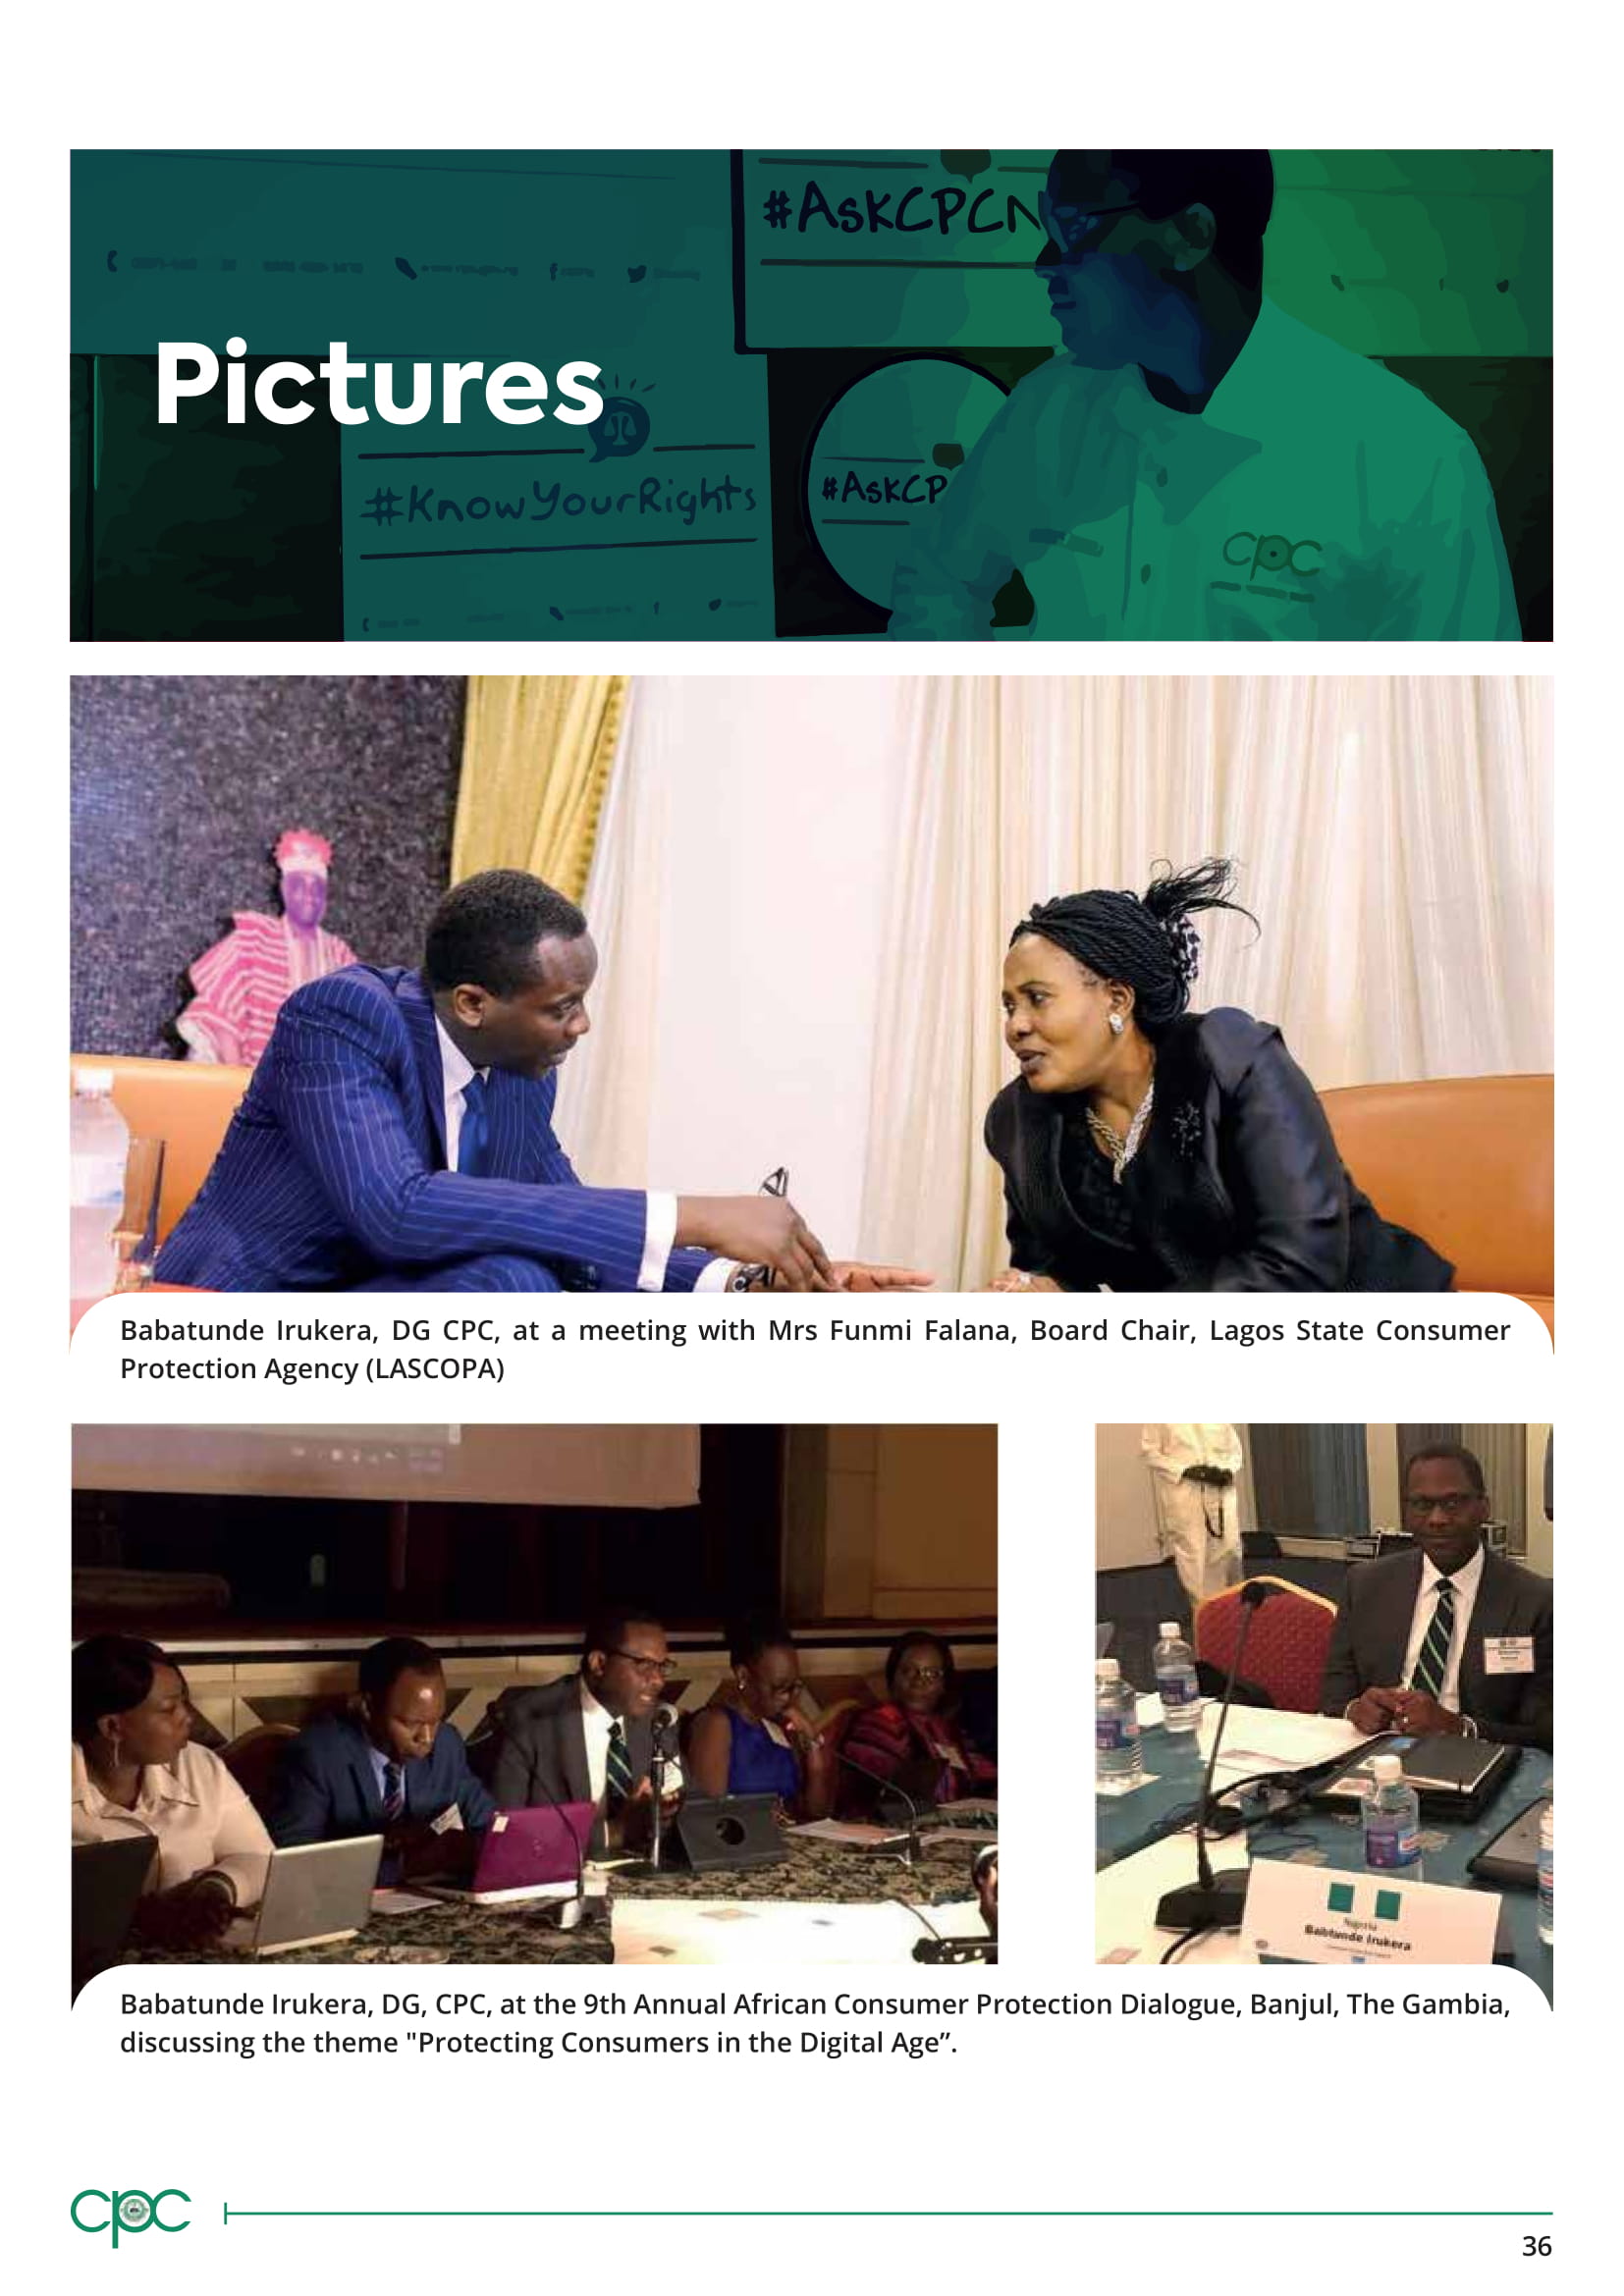 #AskCPCN
Pictures
#KnowYourRights
#AskCP
cpc
Babatunde Irukera, DG CPC, at a meeting with Mrs Funmi Falana, Board Chair, Lagos State Consumer
Protection Agency (LASCOPA)
Nigeria
Babtunde Irukera
Babatunde Irukera, DG, CPC, at the 9th Annual African Consumer Protection Dialogue, Banjul, The Gambia,
discussing the theme "Protecting Consumers in the Digital Age”.
cpc
36